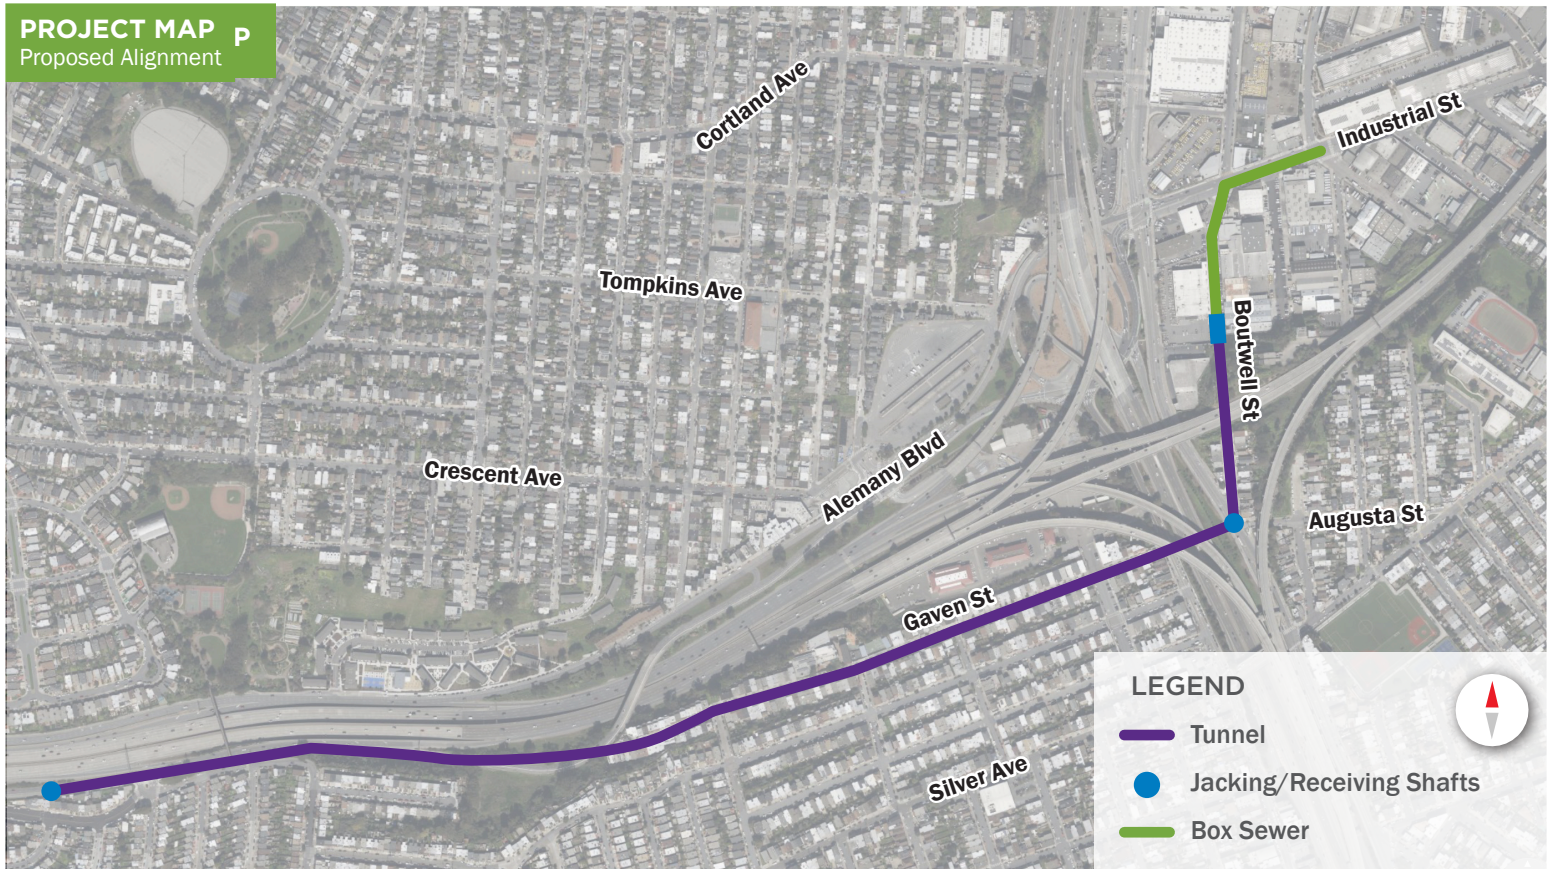 PROJECT MAP P
Proposed Alignment
Cortland Ave
Industrial St
Tompkins Ave
Boutwell St
Crescent Ave
Alemany Blvd
Augusta St
Gaven St
Silver Ave
LEGEND
Tunnel
Jacking/Receiving Shafts
Box Sewer